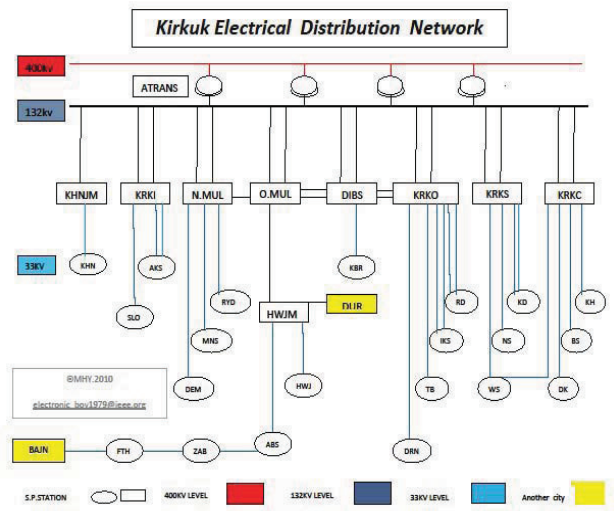 Kirkuk Electrical Distribution Network
400kv
ATRANS
132kv
KHNJM KRKI N.MUL O.MUL DIBS KRKO KRKS KRKC
33KV
KHN AKS KBR
RYD RD KD KH
SLO HWJM DUR
MNS IKS NS BS
©MHY.2010
DEM HWJ TB WS DK
electronic_boy1979@ieee.org
BAJN FTH ZAB ABS DRN
S.P.STATION 400KV LEVEL 132KV LEVEL 33KV LEVEL Another city